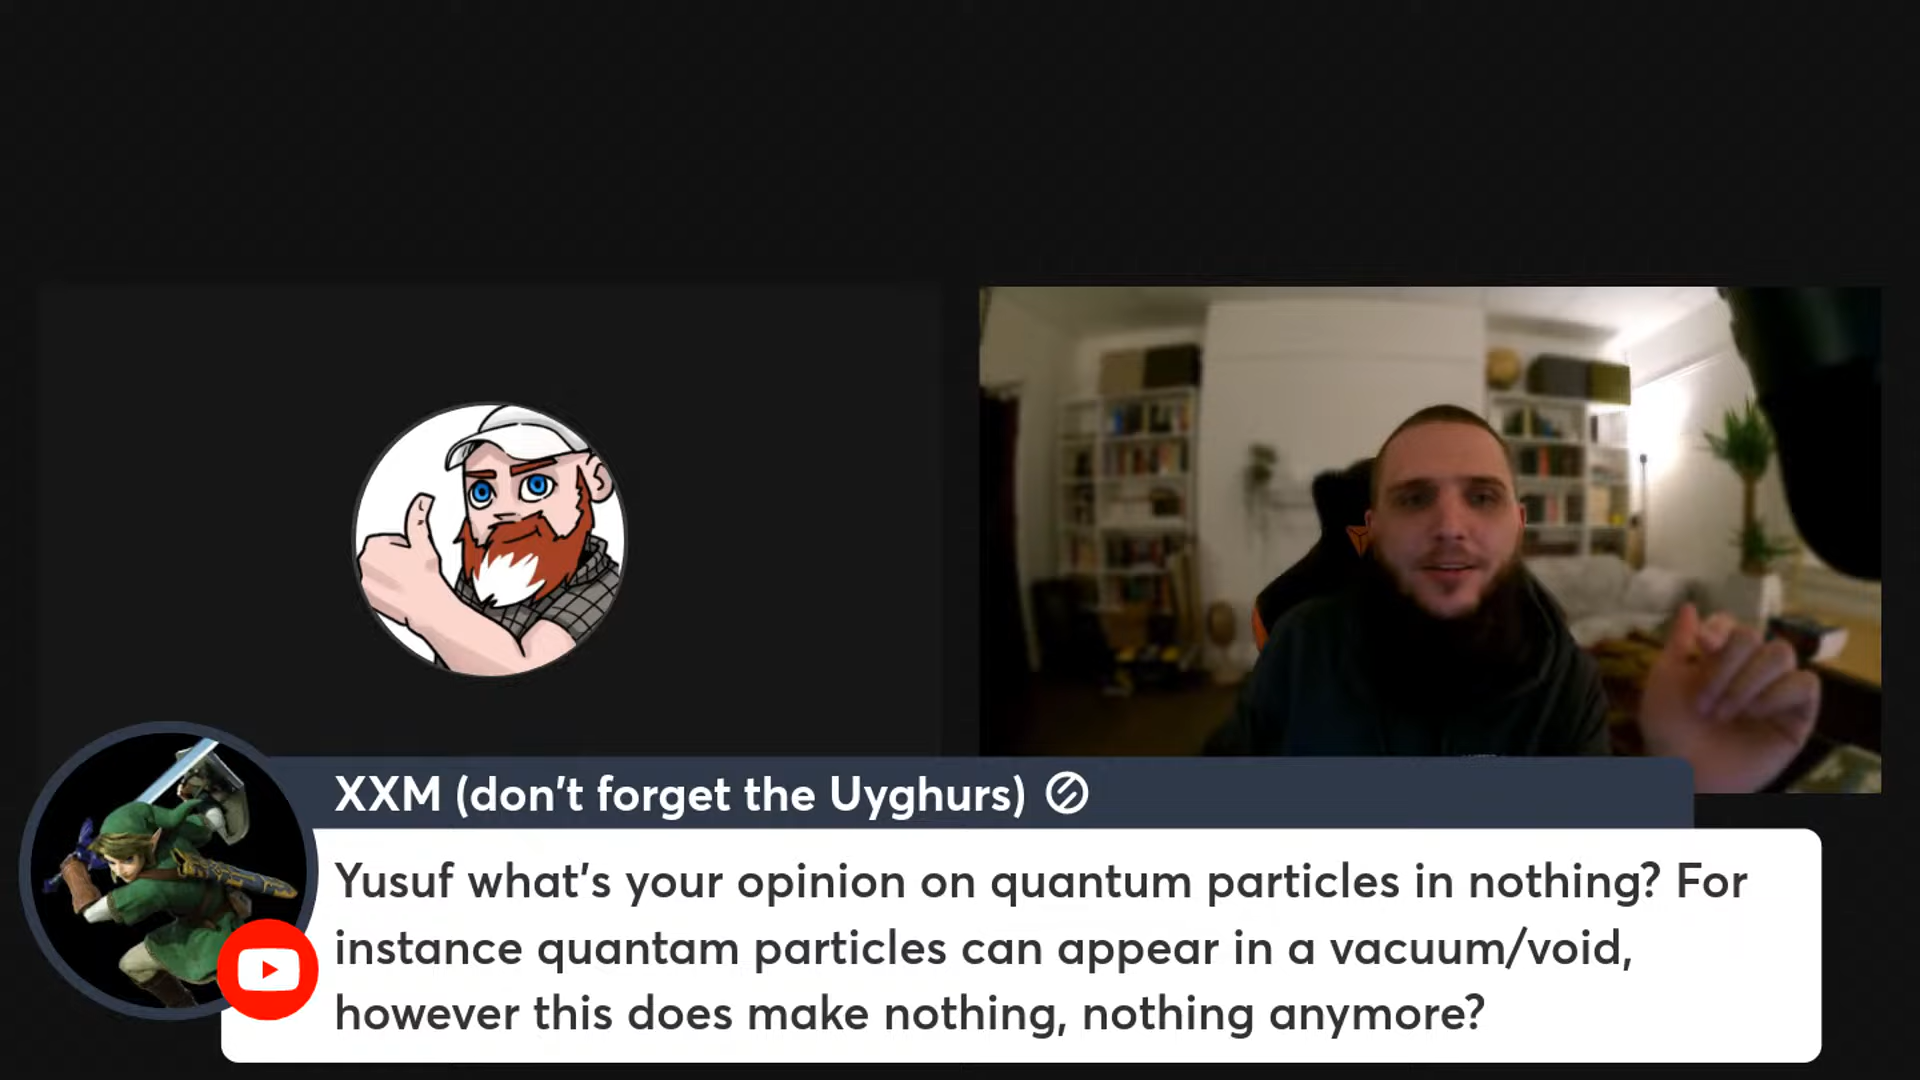 XXM (don't forget the Uyghurs)
Yusuf what's your opinion on quantum particles in nothing? For
instance quantam particles can appear in a vacuum/void,
however this does make nothing, nothing anymore?